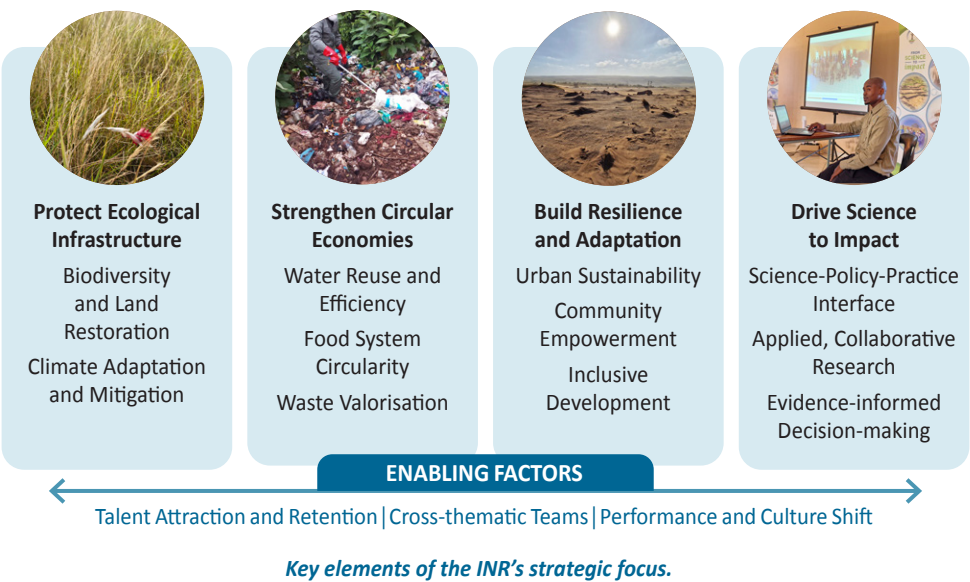 Protect Ecological
Infrastructure
Biodiversity
and Land
Restoration
Climate Adaptation
and Mitigation
Strengthen Circular
Economies
Water Reuse and
Efficiency
Food System
Circularity
Waste Valorisation
Build Resilience
and Adaptation
Urban Sustainability
Community
Empowerment
Inclusive
Development
SCIENCE
impact
Drive Science
to Impact
Science-Policy-Practice
Interface
Applied, Collaborative
Research
Evidence-informed
Decision-making
ENABLING FACTORS
Talent Attraction and Retention|Cross-thematic Teams|Performance and Culture Shift
Key elements of the INR’s strategic focus.